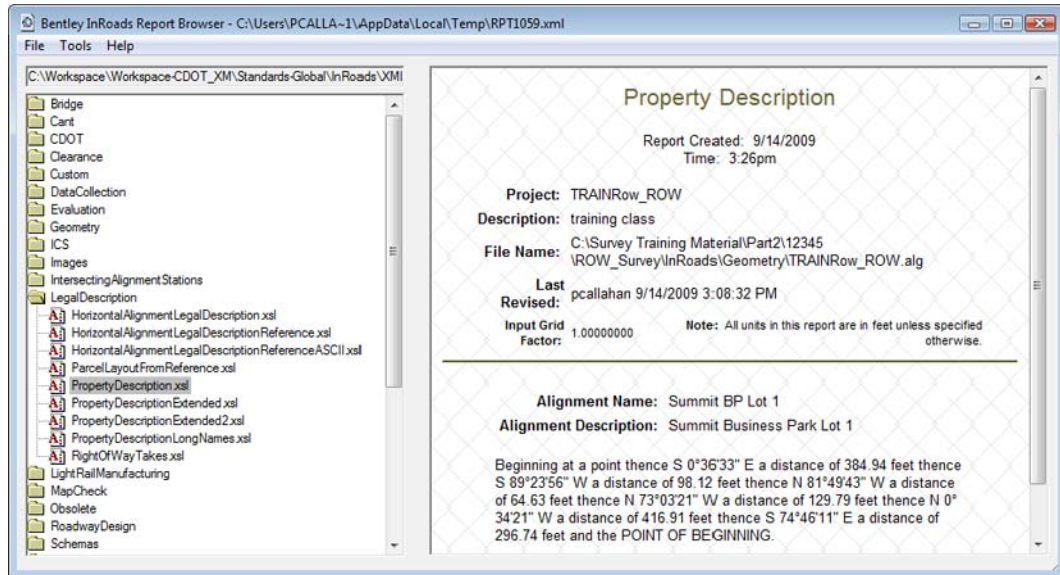 Bentley InRoads Report Browser - C:\Users\PCALLA~1\AppData\Local\Temp\RPT1059.xml
File Tools Help
C:\Workspace\Workspace-CDOT_XM\Standards-Global\InRoads\XMl
Bridge
Cant
CDOT
Clearance
Custom
DataCollection
Evaluation
Geometry
ICS
Images
IntersectingAlignmentStations
LegalDescription
HorizontalAlignmentLegalDescription.xsl
HorizontalAlignmentLegalDescriptionReference.xsl
HorizontalAlignmentLegalDescriptionReferenceASCII.xsl
ParcelLayoutFromReference.xsl
PropertyDescription.xsl
PropertyDescriptionExtended.xsl
PropertyDescriptionExtended2.xsl
PropertyDescriptionLongNames.xsl
RightOfWayTakes.xsl
LightRailManufacturing
MapCheck
Obsolete
RoadwayDesign
Schemas
Property Description
Report Created: 9/14/2009
Time: 3:26pm
Project: TRAINRow_ROW
Description: training class
File Name: C:\Survey Training Material\Part2\12345
\ROW_Survey\InRoads\Geometry\TRAINRow_ROW.alg
Last
Revised: pcallahan 9/14/2009 3:08:32 PM
Input Grid
Factor: 1.00000000
Note: All units in this report are in feet unless specified
otherwise.
Alignment Name: Summit BP Lot 1
Alignment Description: Summit Business Park Lot 1
Beginning at a point thence S 0°36'33" E a distance of 384.94 feet thence
S 89°23'56" W a distance of 98.12 feet thence N 81°49'43" W a distance
of 64.63 feet thence N 73°03'21" W a distance of 129.79 feet thence N 0°
34'21" W a distance of 416.91 feet thence S 74°46'11" E a distance of
296.74 feet and the POINT OF BEGINNING.